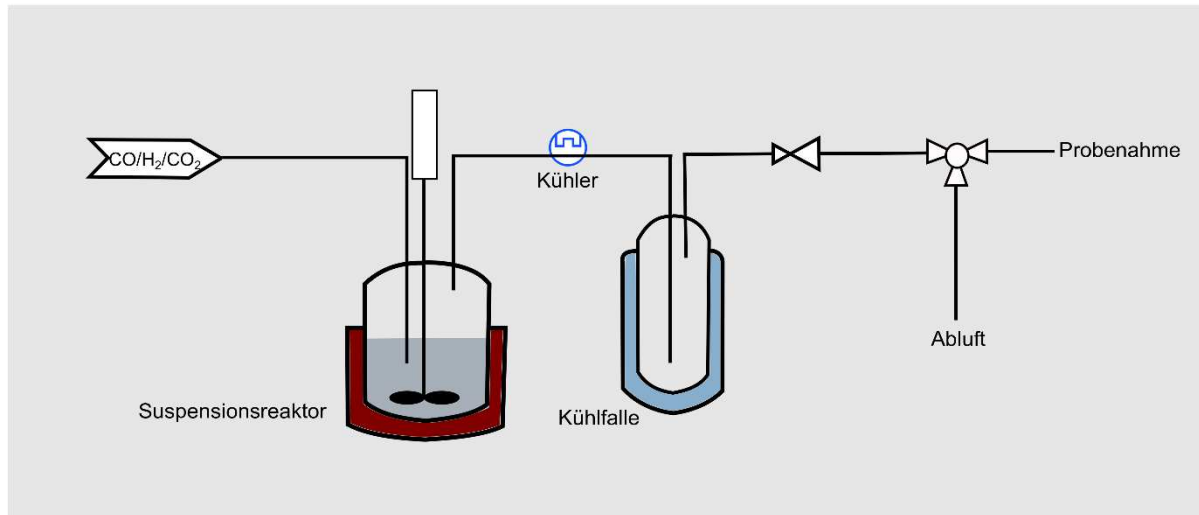 CO/H₂/CO₂
Kühler
Probenahme
Abluft
Suspensionsreaktor
Kühlfalle